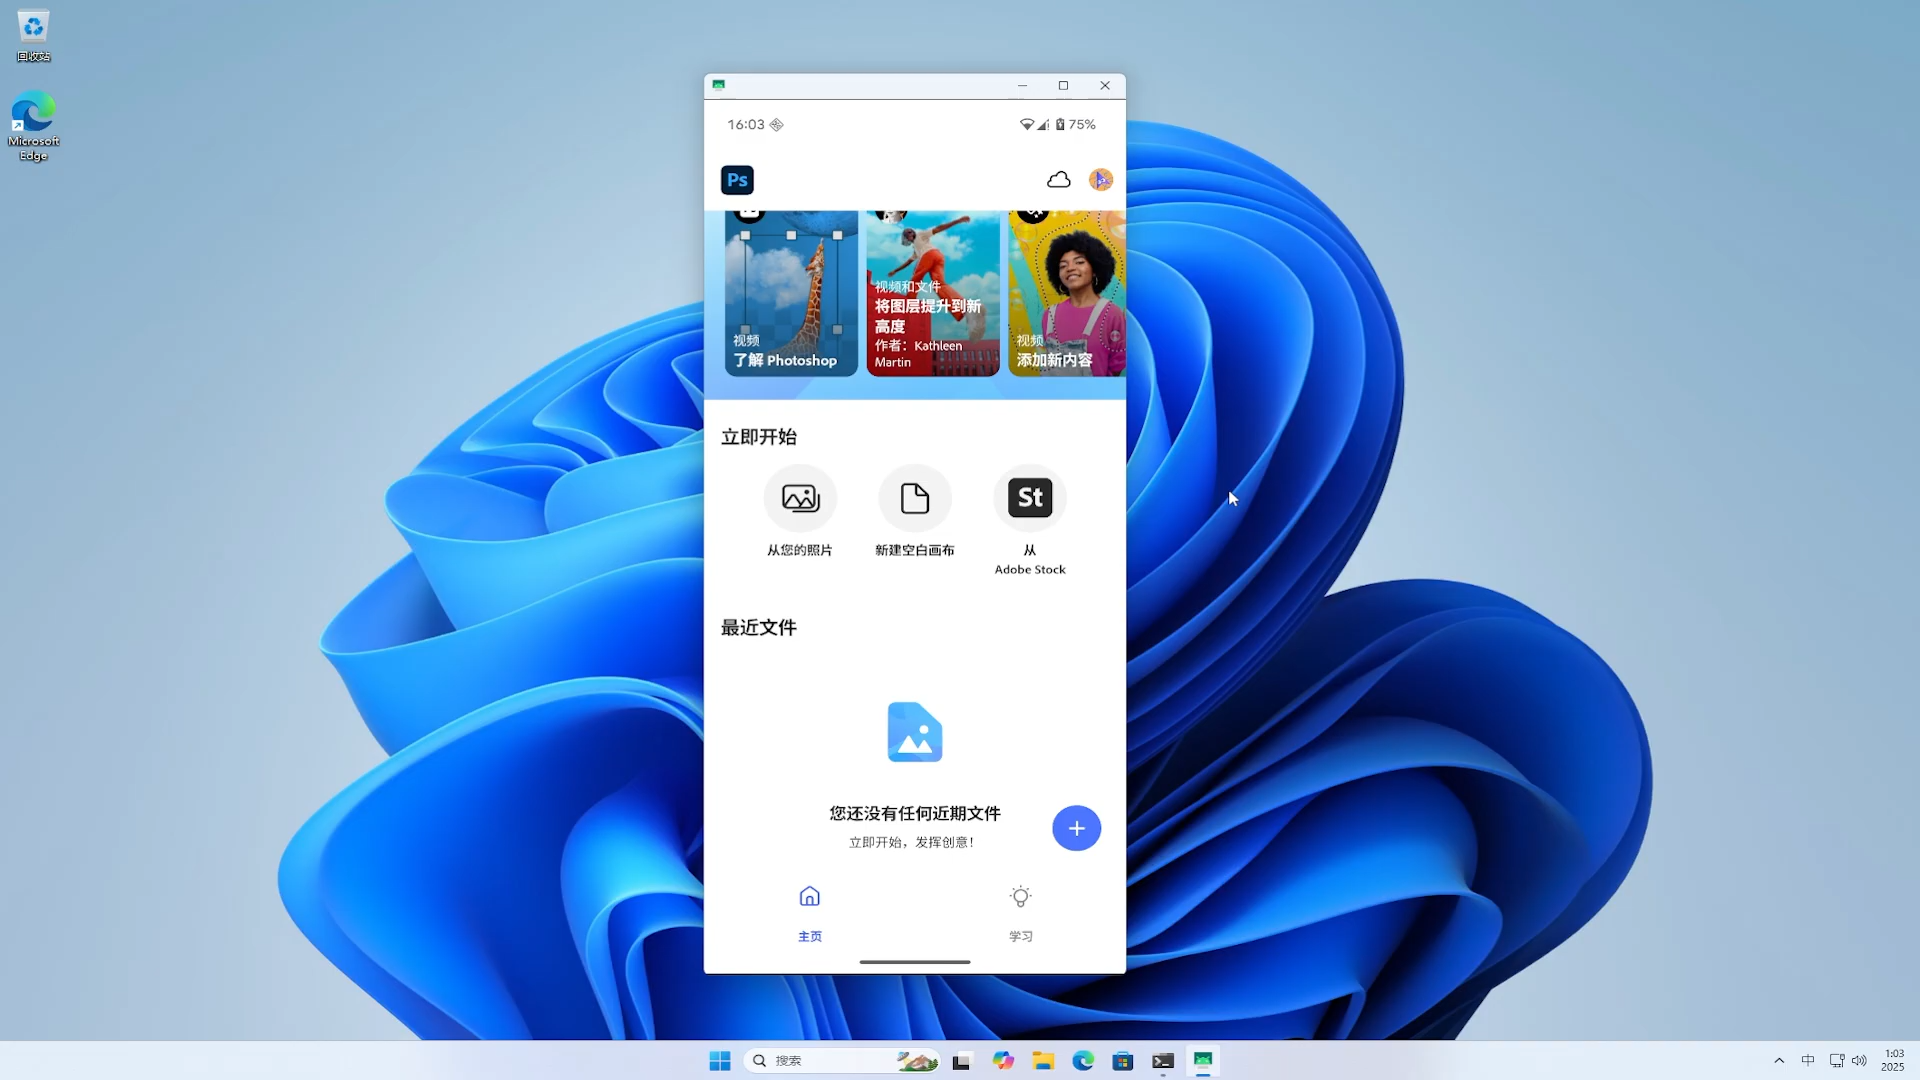 回收站
Microsoft
Edge
16:03
75%
Ps
视频
了解 Photoshop
视频和文件
将图层提升到新
高度
作者：Kathleen
Martin
视频
添加新内容
立即开始
St
从您的照片
新建空白画布
从
Adobe Stock
最近文件
您还没有任何近期文件
立即开始，发挥创意！
主页
学习
搜索
中
1:03
2025